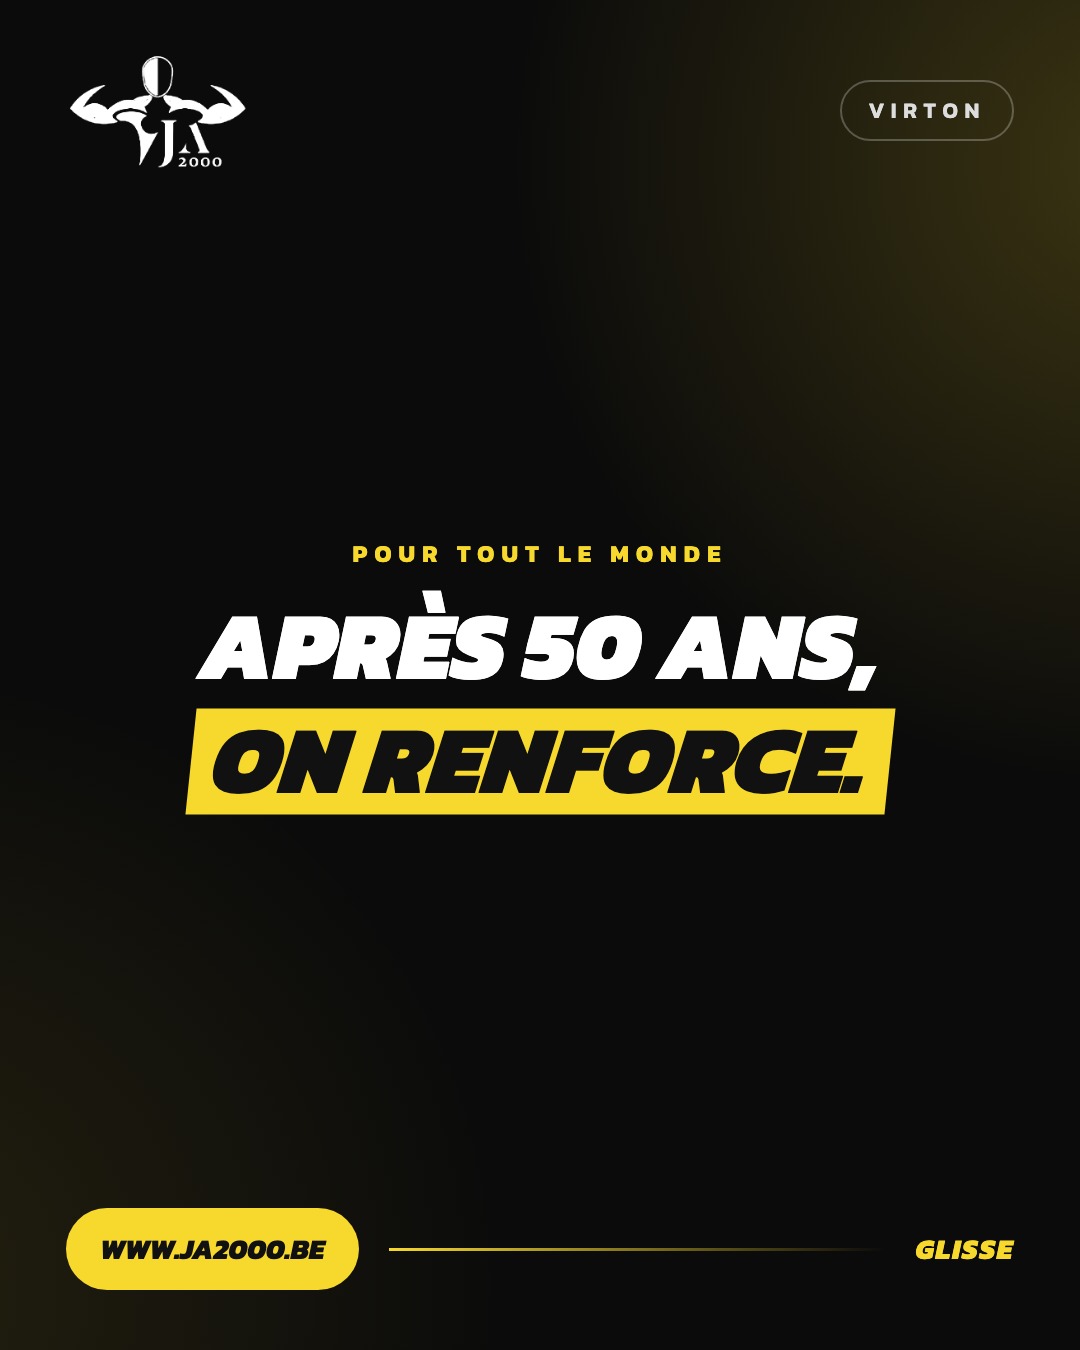 JA
2000
VIRTON
POUR TOUT LE MONDE
APRÈS 50 ANS,
ON RENFORCE.
WWW.JA2000.BE
GLISSE